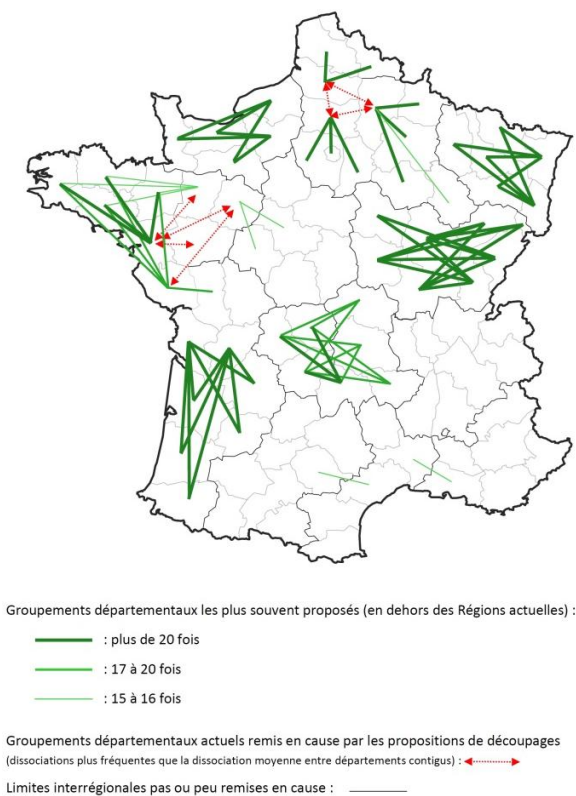 Groupements départementaux les plus souvent proposés (en dehors des Régions actuelles) :
: plus de 20 fois
: 17 à 20 fois
: 15 à 16 fois
Groupements départementaux actuels remis en cause par les propositions de découpages
(dissociations plus fréquentes que la dissociation moyenne entre départements contigus) :
Limites interrégionales pas ou peu remises en cause :